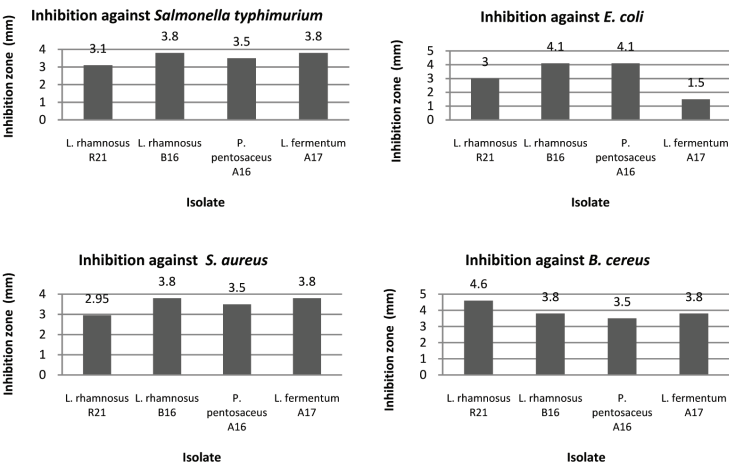 Inhibition against Salmonella typhimurium
Inhibition zone (mm)
4
3
2
1
0
3.1
3.8
3.5
3.8
L. rhamnosus L. rhamnosus P. L. fermentum
R21 B16 pentosaceus A17
A16
Isolate
Inhibition against E. coli
Inhibition zone (mm)
5
4
3
2
1
0
3
4.1
4.1
1.5
L. rhamnosus L. rhamnosus P. L. fermentum
R21 B16 pentosaceus A17
A16
Isolate
Inhibition against S. aureus
Inhibition zone (mm)
4
3
2
1
0
2.95
3.8
3.5
3.8
L. rhamnosus L. rhamnosus P. L. fermentum
R21 B16 pentosaceus A17
A16
Isolate
Inhibition against B. cereus
Inhibition zone (mm)
5
4
3
2
1
0
4.6
3.8
3.5
3.8
L. rhamnosus L. rhamnosus P. L. fermentum
R21 B16 pentosaceus A17
A16
Isolate